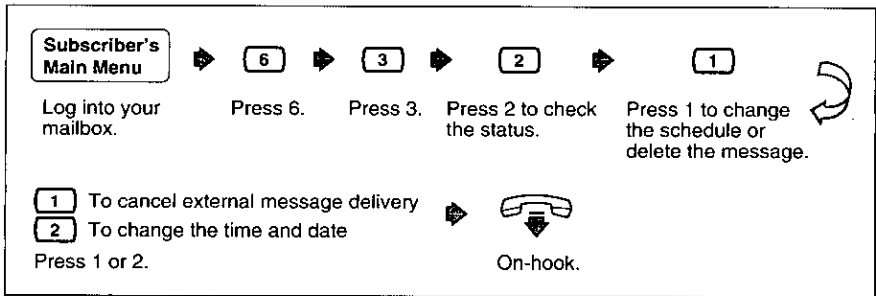 Subscriber's
Main Menu
6
3
2
1
Log into your
mailbox.
Press 6.
Press 3.
Press 2 to check
the status.
Press 1 to change
the schedule or
delete the message.
1 To cancel external message delivery
2 To change the time and date
Press 1 or 2.
On-hook.